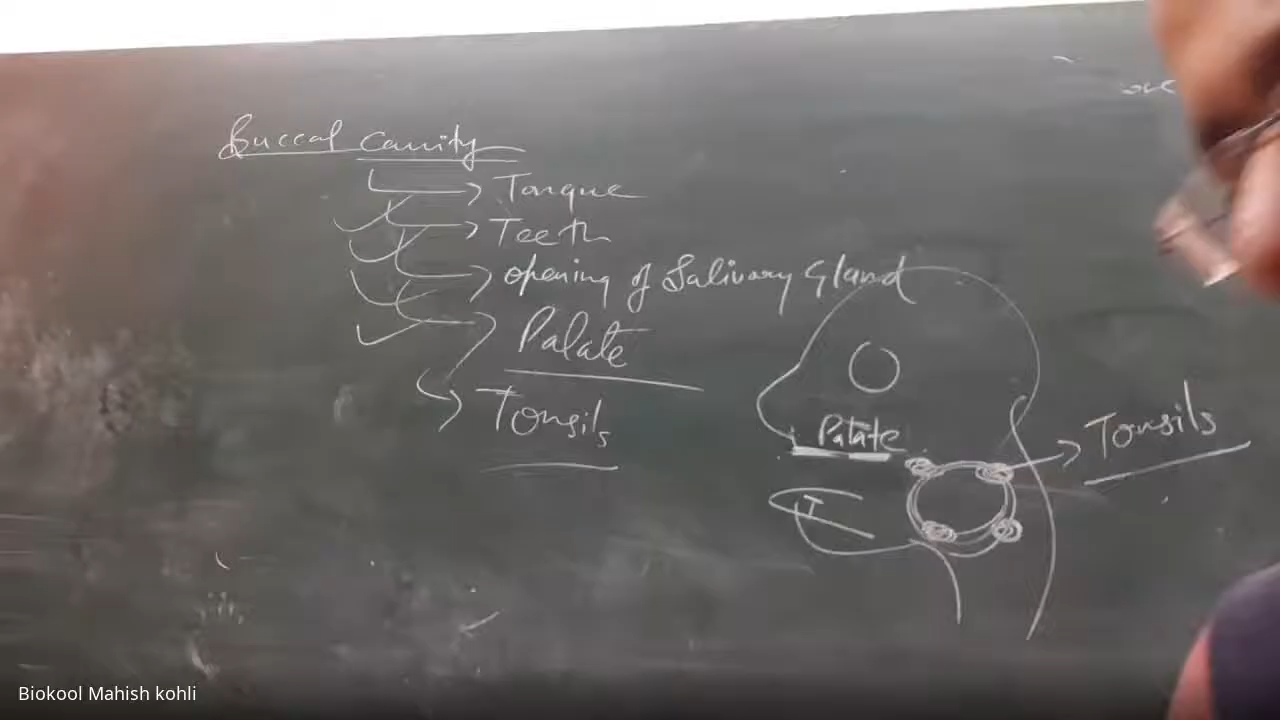 Buccal Cavity
Tongue
Teeth
opening of Salivary Gland
Palate
Tonsils
Palate
Tonsils
T
Biokool Mahish kohli